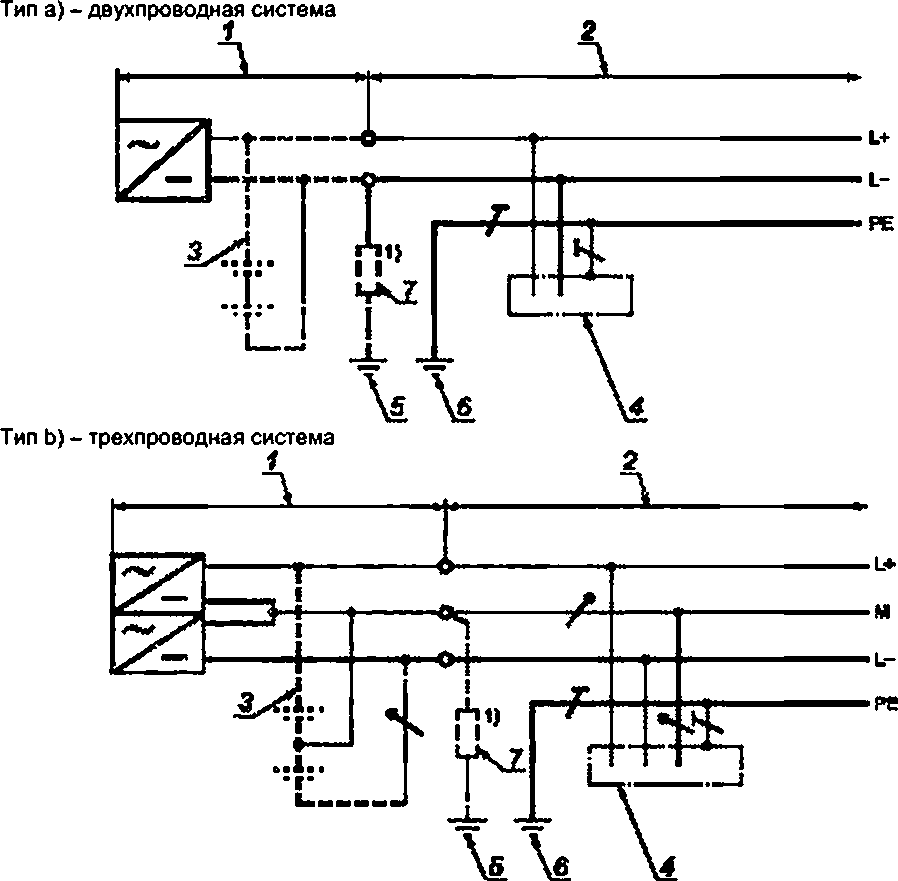 Тип a) – двухпроводная система
1
2
L+
L−
PE
3
1)
7
5
6
4
Тип b) – трехпроводная система
1
2
L+
M
L−
PE
3
1)
7
5
6
4